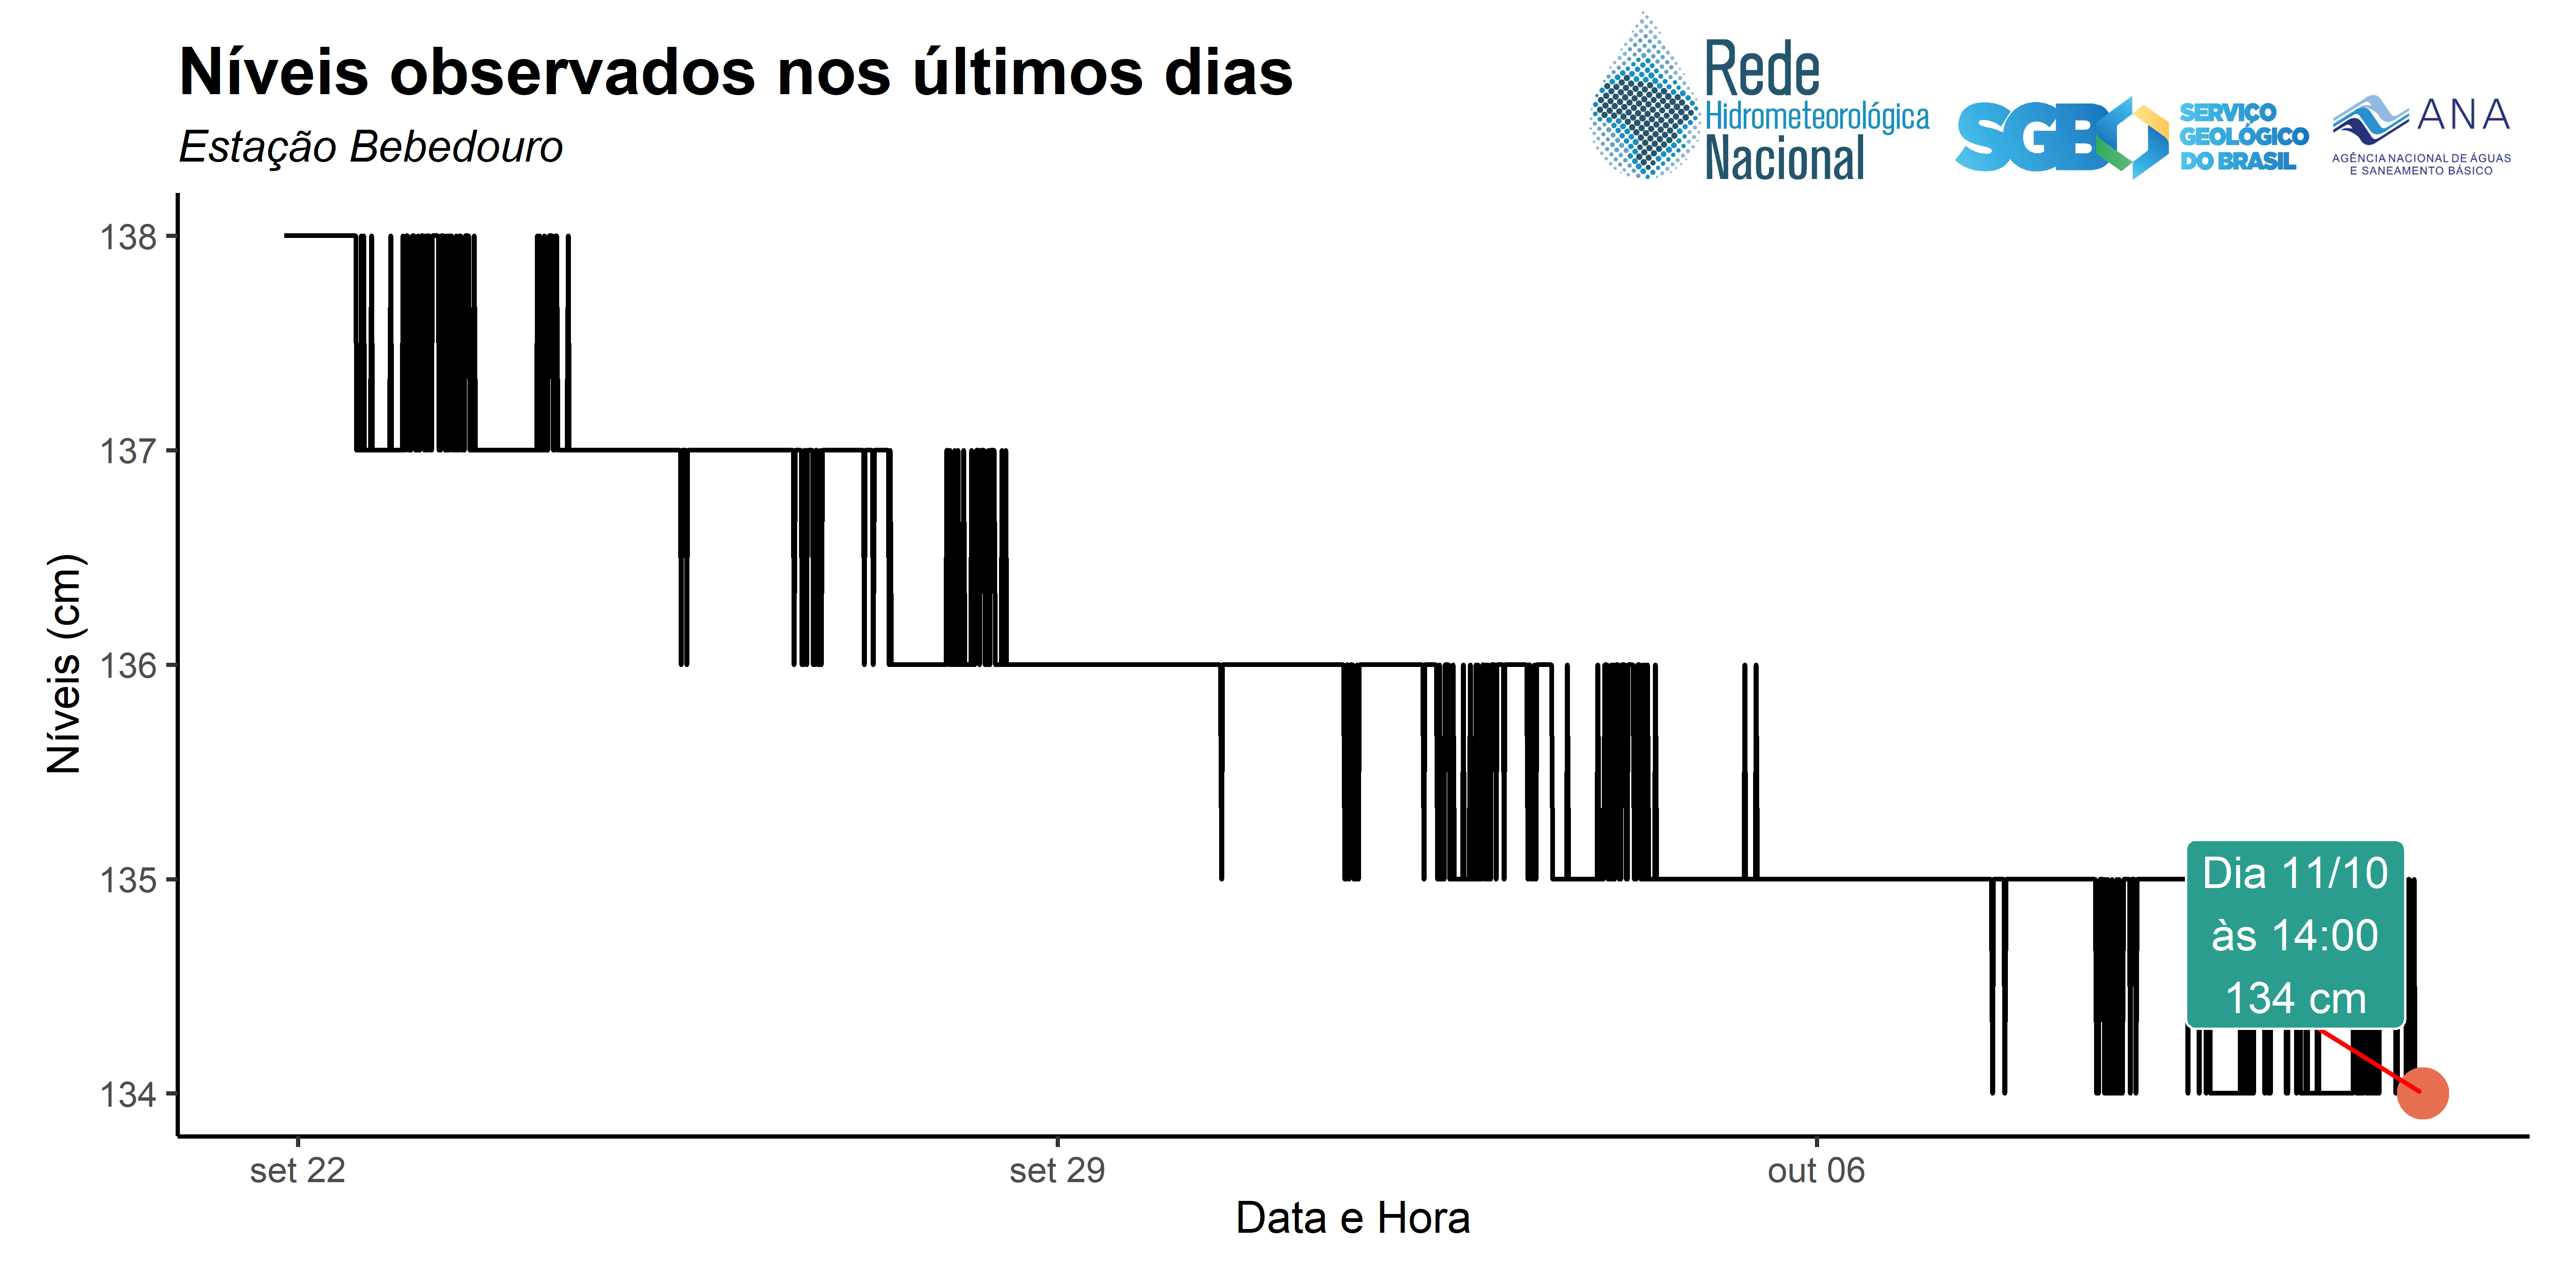 Níveis observados nos últimos dias
Estação Bebedouro
Rede
Hidrometeorológica
Nacional
SGB
SERVIÇO
GEOLÓGICO
DO BRASIL
ANA
AGÊNCIA NACIONAL DE ÁGUAS
E SANEAMENTO BÁSICO
138
137
136
135
134
Níveis (cm)
Dia 11/10
às 14:00
134 cm
set 22
set 29
out 06
Data e Hora